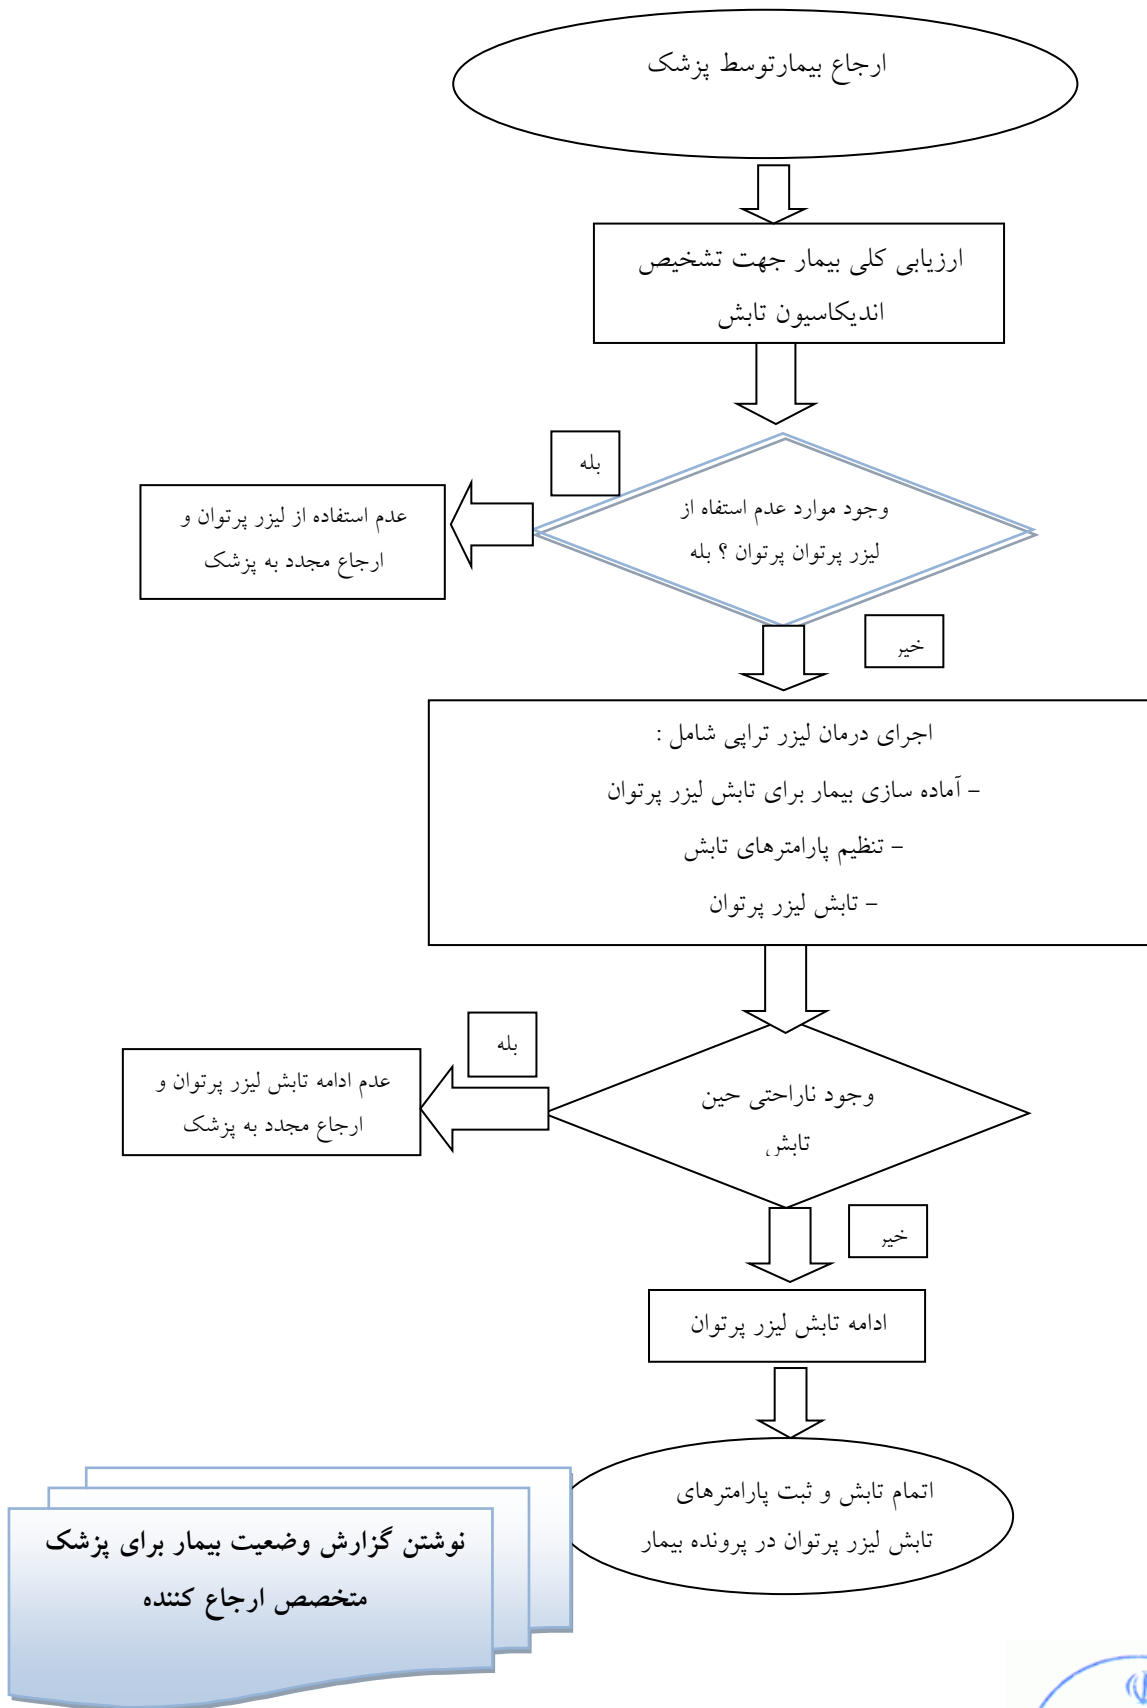 ارجاع بیمارتوسط پزشک
ارزیابی کلی بیمار جهت تشخیص
اندیکاسیون تابش
بله
وجود موارد عدم استفاه از
لیزر پرتوان پرتوان ؟ بله
عدم استفاده از لیزر پرتوان و
ارجاع مجدد به پزشک
خیر
اجرای درمان لیزر تراپی شامل :
- آماده سازی بیمار برای تابش لیزر پرتوان
- تنظیم پارامترهای تابش
- تابش لیزر پرتوان
بله
وجود ناراحتی حین
تابش
عدم ادامه تابش لیزر پرتوان و
ارجاع مجدد به پزشک
خیر
ادامه تابش لیزر پرتوان
اتمام تابش و ثبت پارامترهای
تابش لیزر پرتوان در پرونده بیمار
نوشتن گزارش وضعیت بیمار برای پزشک
متخصص ارجاع کننده